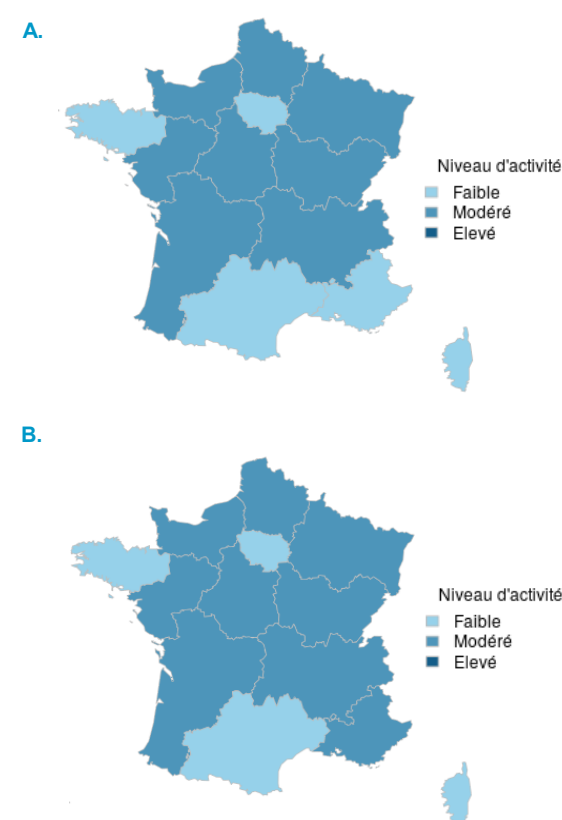 A.
Niveau d'activité
Faible
Modéré
Elevé
B.
Niveau d'activité
Faible
Modéré
Elevé